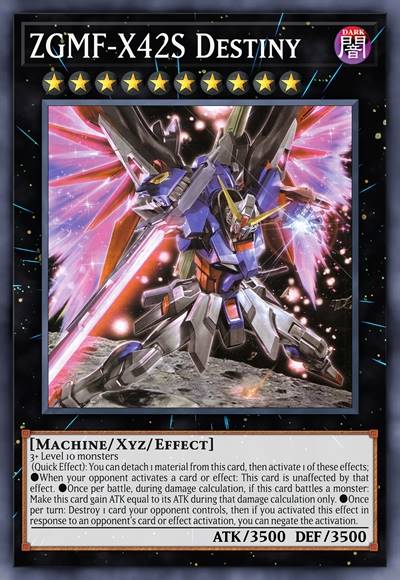 ZGMF-X42S DESTINY
DARK
闇
[MACHINE/XYZ/EFFECT]
3+ Level 10 monsters
(Quick Effect): You can detach 1 material from this card, then activate 1 of these effects;
●When your opponent activates a card or effect: This card is unaffected by that
effect. ●Once per battle, during damage calculation, if this card battles a monster:
Make this card gain ATK equal to its ATK during that damage calculation only. ●Once
per turn: Destroy 1 card your opponent controls, then if you activated this effect in
response to an opponent's card or effect activation, you can negate the activation.
ATK/3500 DEF/3500